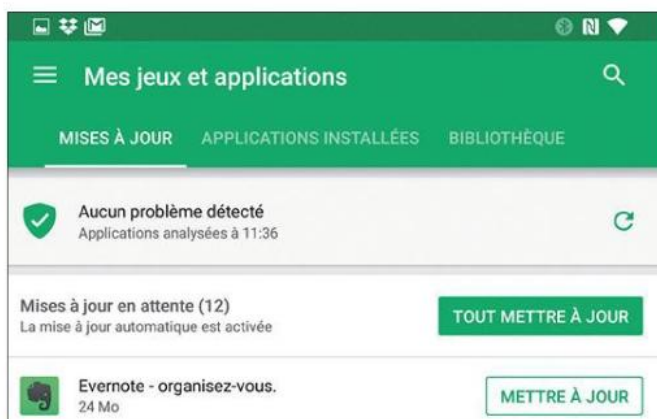 Mes jeux et applications
MISES À JOUR APPLICATIONS INSTALLÉES BIBLIOTHÈQUE
Aucun problème détecté
Applications analysées à 11:36
Mises à jour en attente (12)
La mise à jour automatique est activée
TOUT METTRE À JOUR
Evernote - organisez-vous.
24 Mo
METTRE À JOUR